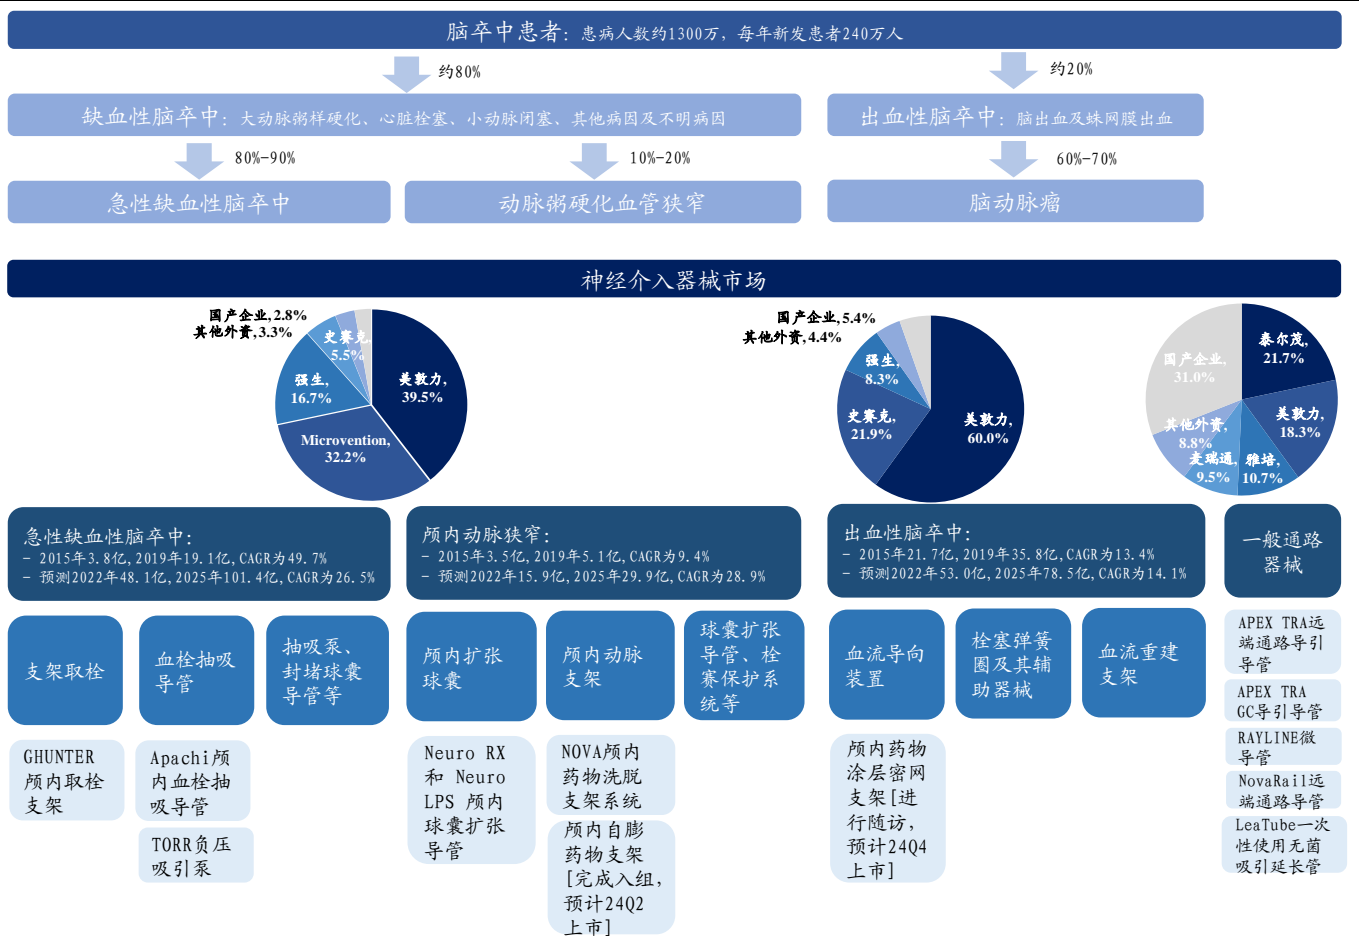 脑卒中患者：患病人数约1300万，每年新发患者240万人
约80%
约20%
缺血性脑卒中：大动脉粥样硬化、心脏栓塞、小动脉闭塞、其他病因及不明病因
出血性脑卒中：脑出血及蛛网膜出血
80%-90%
10%-20%
60%-70%
急性缺血性脑卒中
动脉粥硬化血管狭窄
脑动脉瘤
神经介入器械市场
国产企业,2.8%
其他外资,3.3%
史赛克,
5.5%
强生,
16.7%
美敦力,
39.5%
Microvention,
32.2%
国产企业,5.4%
其他外资,4.4%
强生,
8.3%
史赛克,
21.9%
美敦力,
60.0%
泰尔茂,
21.7%
国产企业,
31.0%
美敦力,
18.3%
其他外资,
8.8%
麦瑞通,
9.5%
雅培,
10.7%
急性缺血性脑卒中：
- 2015年3.8亿,2019年19.1亿,CAGR为49.7%
- 预测2022年48.1亿,2025年101.4亿,CAGR为26.5%
颅内动脉狭窄：
- 2015年3.5亿,2019年5.1亿,CAGR为9.4%
- 预测2022年15.9亿,2025年29.9亿,CAGR为28.9%
出血性脑卒中：
- 2015年21.7亿,2019年35.8亿,CAGR为13.4%
- 预测2022年53.0亿,2025年78.5亿,CAGR为14.1%
一般通路
器械
支架取栓
血栓抽吸
导管
抽吸泵、
封堵球囊
导管等
颅内扩张
球囊
颅内动脉
支架
球囊扩张
导管、栓
赛保护系
统等
血流导向
装置
栓塞弹簧
圈及其辅
助器械
血流重建
支架
GHUNTER
颅内取栓
支架
Apachi颅
内血栓抽
吸导管
TORR负压
吸引泵
Neuro RX
和 Neuro
LPS 颅内
球囊扩张
导管
NOVA颅内
药物洗脱
支架系统
颅内自膨
药物支架
[完成入组，
预计24Q2
上市]
颅内药物
涂层密网
支架[进
行随访，
预计24Q4
上市]
APEX TRA远
端通路导引
导管
APEX TRA
GC导引导管
RAYLINE微
导管
NovaRail远
端通路导管
LeaTube一次
性使用无菌
吸引延长管